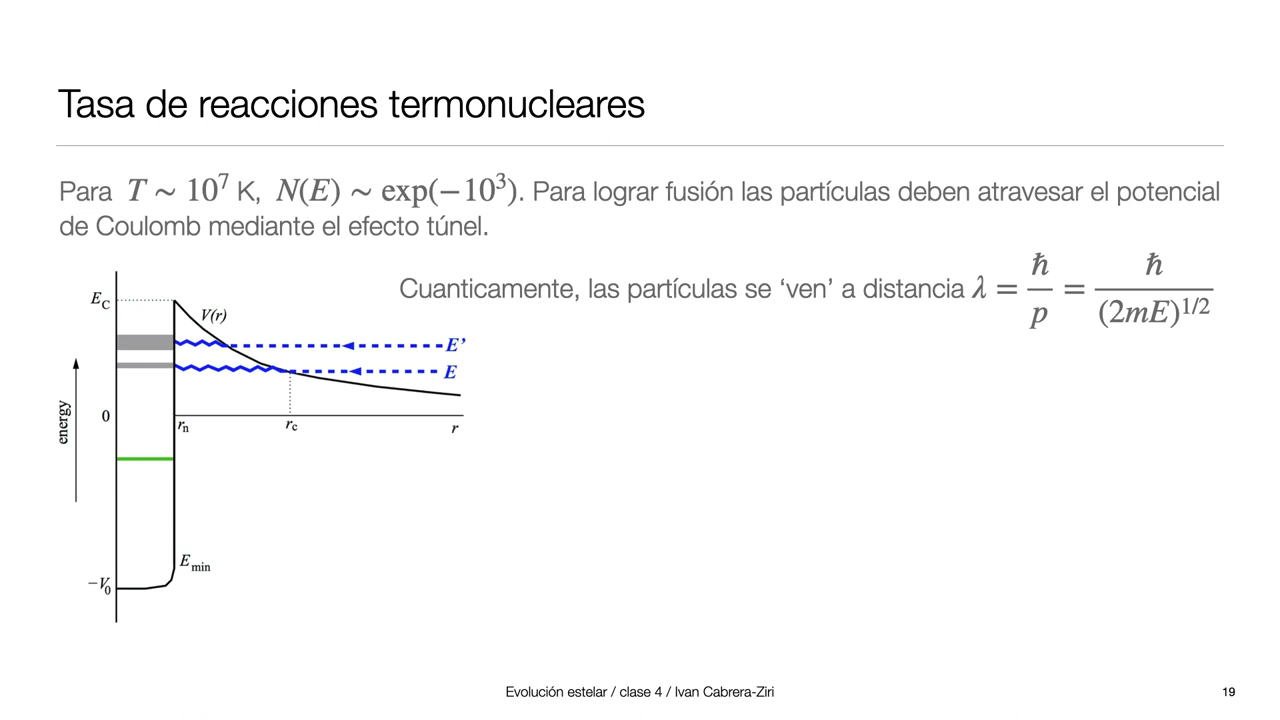 Tasa de reacciones termonucleares
Para T ∼ 10⁷ K, N(E) ∼ exp(−10³). Para lograr fusión las partículas deben atravesar el potencial
de Coulomb mediante el efecto túnel.
Cuanticamente, las partículas se ‘ven’ a distancia ƛ = ℏ/p = ℏ/(2mE)^1/2
E_C
V(r)
E’
E
energy
0
r_n
r_c
r
E_min
−V_0
Evolución estelar / clase 4 / Ivan Cabrera-Ziri
19